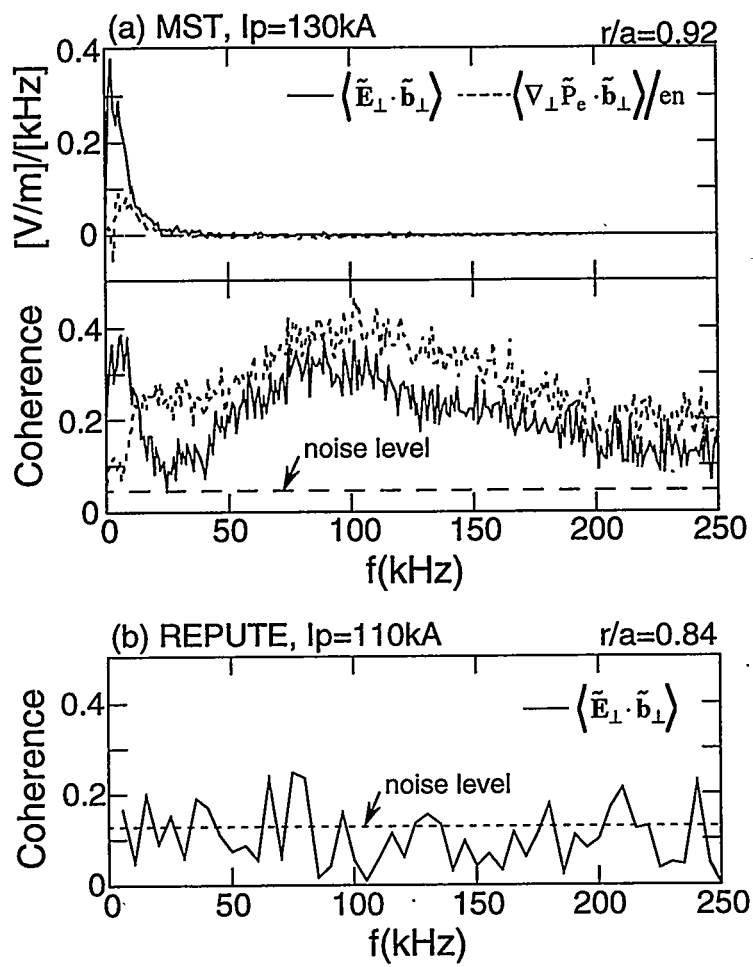 (a) MST, Ip=130kA r/a=0.92
0.4
⟨Ẽ⊥·b̃⊥⟩ ⟨∇⊥P̃e·b̃⊥⟩/en
[V/m]/[kHz]
0.2
0
Coherence
0.4
0.2
noise level
0
0 50 100 150 200 250
f(kHz)
(b) REPUTE, Ip=110kA r/a=0.84
⟨Ẽ⊥·b̃⊥⟩
Coherence
0.4
0.2
noise level
0
0 50 100 150 200 250
f(kHz)